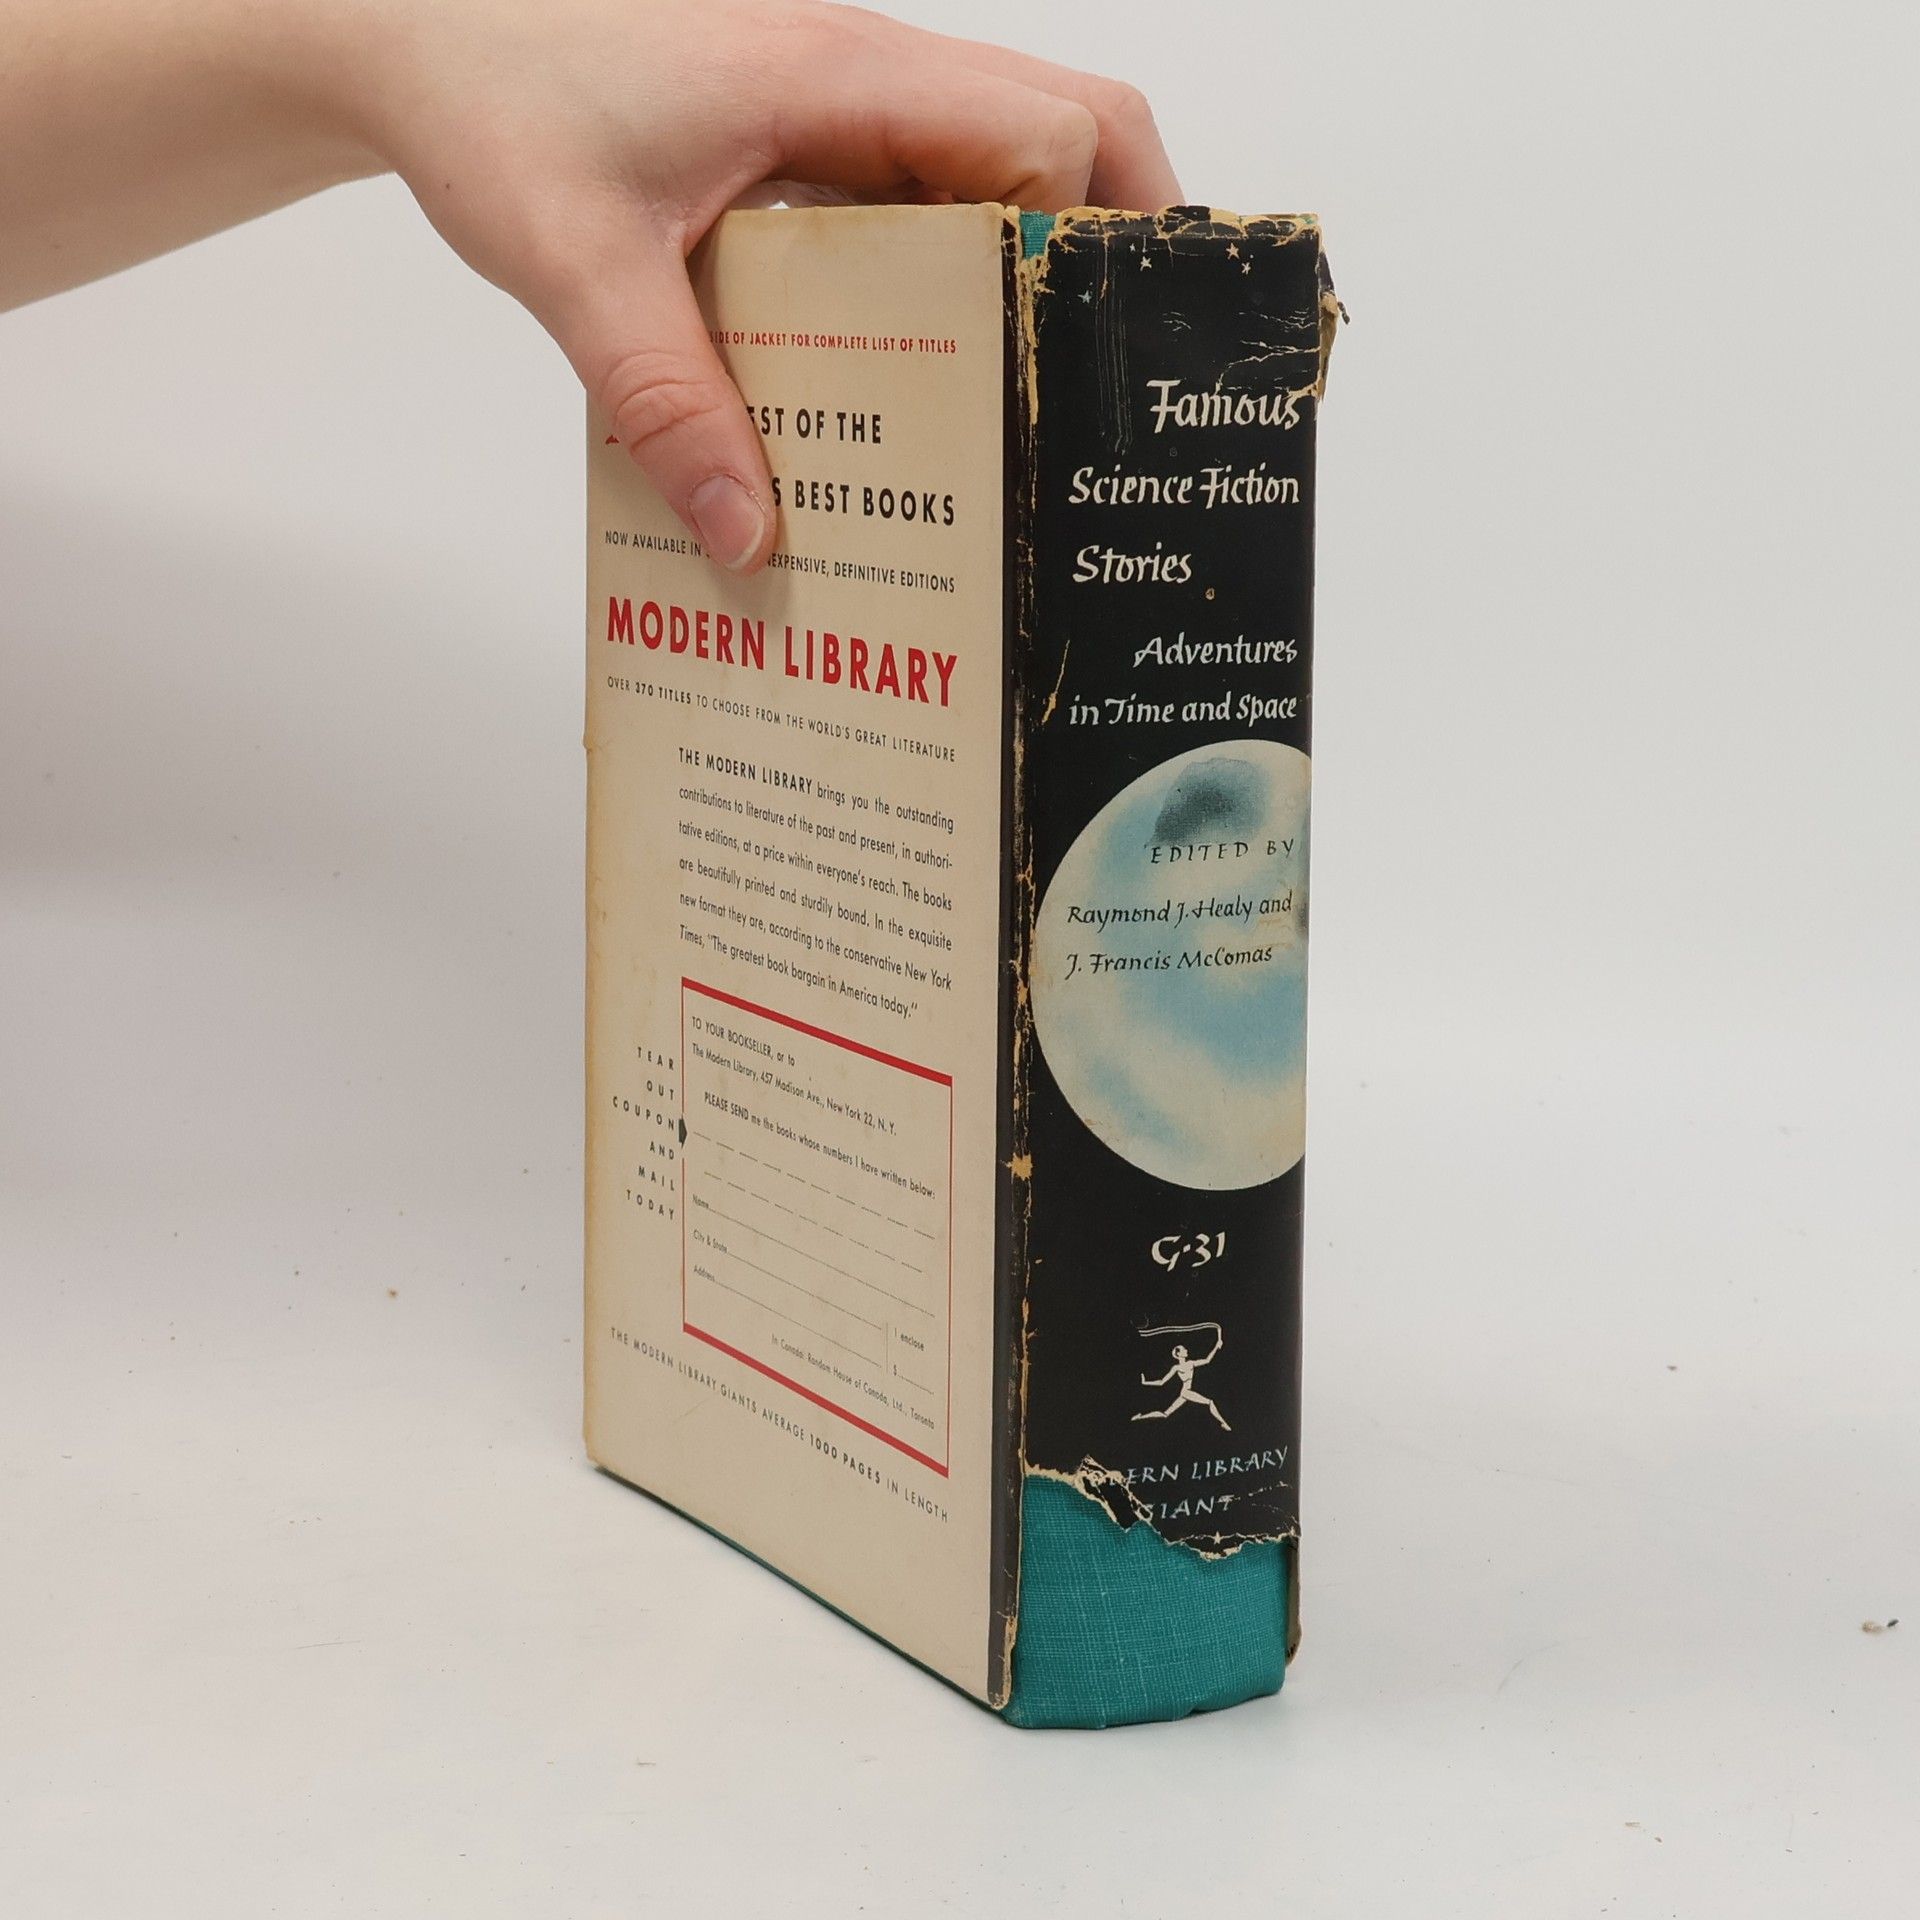 SIDE OF JACKET FOR COMPLETE LIST OF TITLES
OF THE
BEST BOOKS
NOW AVAILABLE IN INEXPENSIVE, DEFINITIVE EDITIONS
MODERN LIBRARY
OVER 370 TITLES TO CHOOSE FROM THE WORLD'S GREAT LITERATURE
THE MODERN LIBRARY brings you the outstanding
contributions to literature of the past and present, in authori-
tative editions, at a price within everyone's reach. The books
are beautifully printed and sturdily bound. In the exquisite
new format they are, according to the conservative New York
Times, "The greatest book bargain in America today."
TEAR
OUT
COUPON
AND
MAIL
TODAY
TO YOUR BOOKSELLER, or to
The Modern Library, 457 Madison Ave., New York 22, N. Y.
PLEASE SEND me the books whose numbers I have written below:
Name
City & State
Address
I enclose
$
In Canada: Random House of Canada, Ltd., Toronto
THE MODERN LIBRARY GIANTS AVERAGE 1000 PAGES IN LENGTH
Famous
Science Fiction
Stories
Adventures
in Time and Space
EDITED BY
Raymond J. Healy and
J. Francis McComas
G-31
MODERN LIBRARY
GIANT